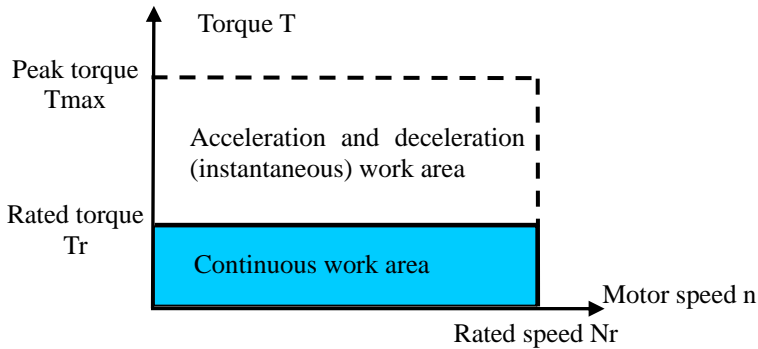 Torque T
Peak torque
Tmax
Acceleration and deceleration
(instantaneous) work area
Rated torque
Tr
Continuous work area
Motor speed n
Rated speed Nr